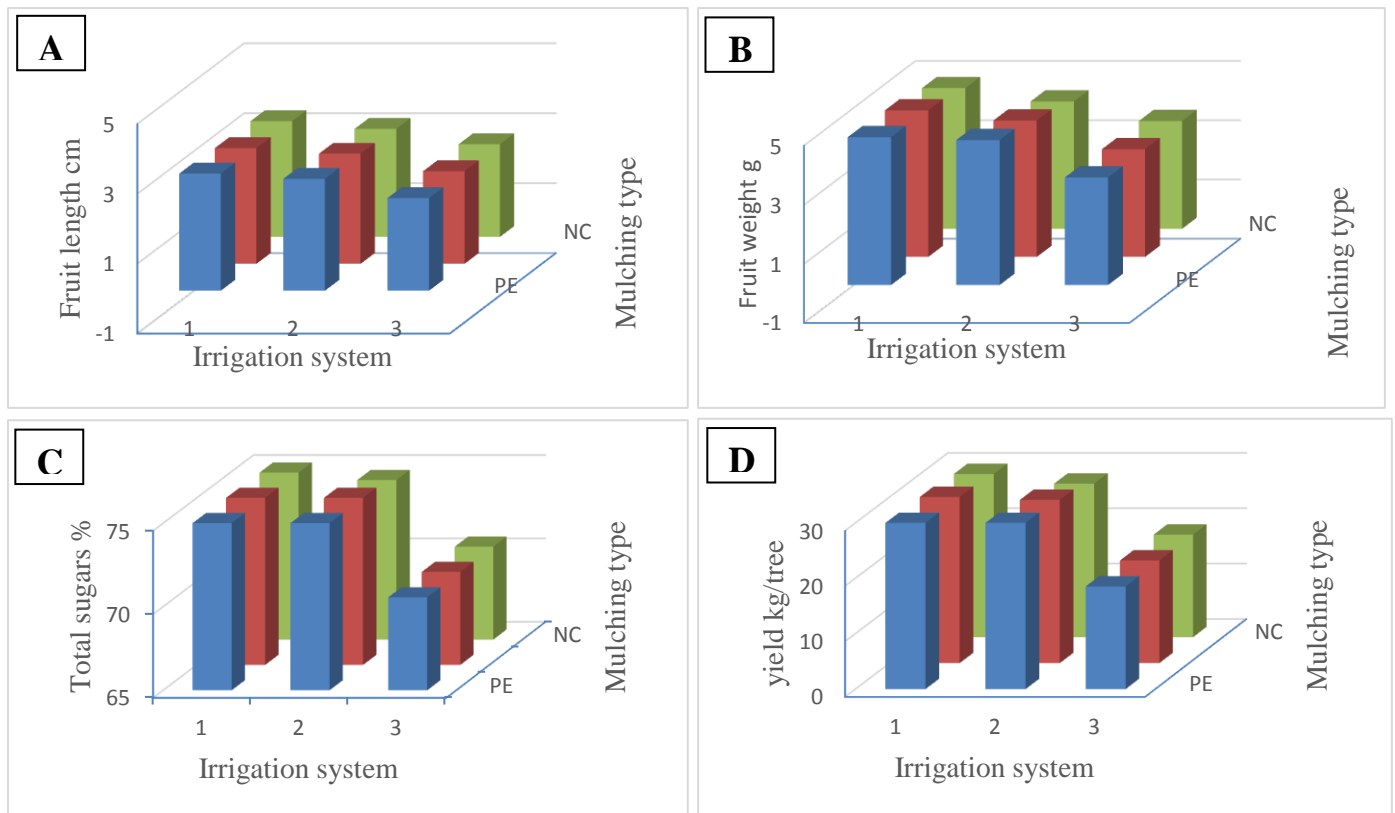 A
5
3
1
-1
Fruit length cm
1 2 3
Irrigation system
PE
NC
Mulching type
B
5
3
1
-1
Fruit weight g
1 2 3
Irrigation system
PE
NC
Mulching type
C
75
70
65
Total sugars %
1 2 3
Irrigation system
PE
NC
Mulching type
D
30
20
10
0
yield kg/tree
1 2 3
Irrigation system
PE
NC
Mulching type